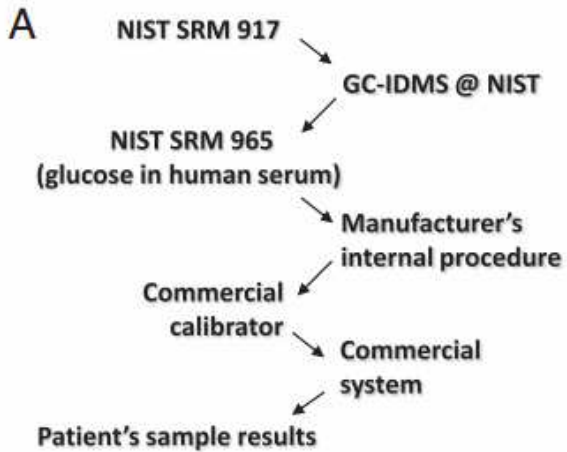 A
NIST SRM 917
GC-IDMS @ NIST
NIST SRM 965
(glucose in human serum)
Manufacturer's
internal procedure
Commercial
calibrator
Commercial
system
Patient's sample results